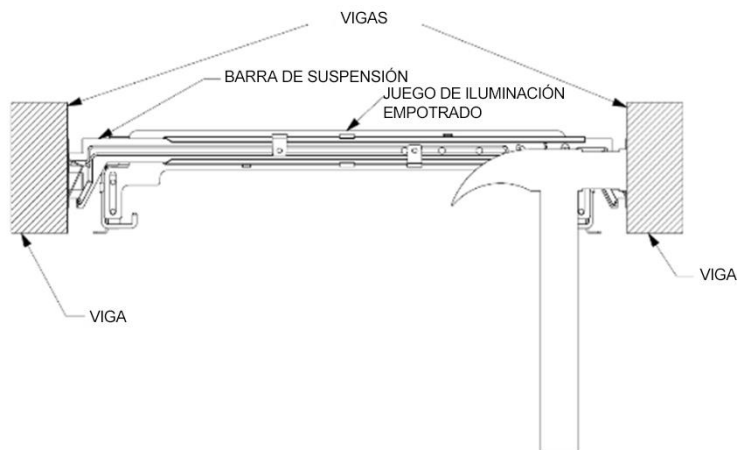 VIGAS
BARRA DE SUSPENSIÓN
JUEGO DE ILUMINACIÓN
EMPOTRADO
VIGA
VIGA